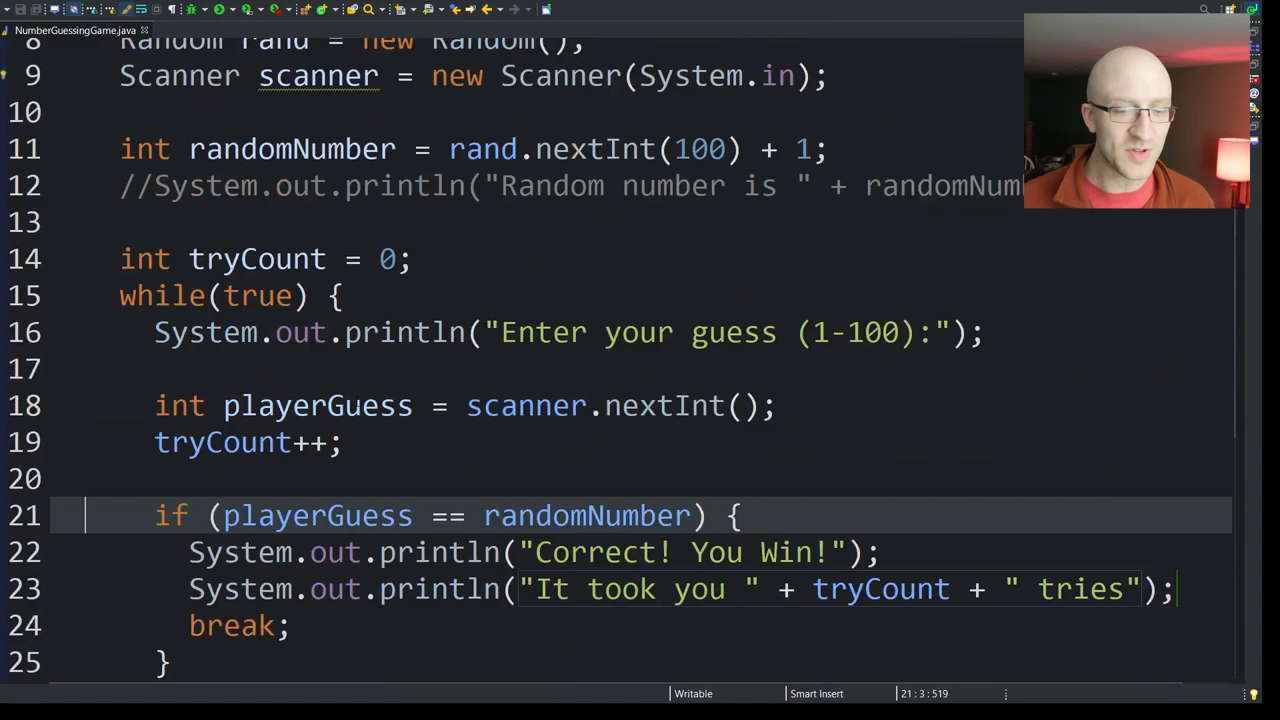 NumberGuessingGame.java
8 Random rand = new Random();
9 Scanner scanner = new Scanner(System.in);
10
11 int randomNumber = rand.nextInt(100) + 1;
12 //System.out.println("Random number is " + randomNum
13
14 int tryCount = 0;
15 while(true) {
16 System.out.println("Enter your guess (1-100):");
17
18 int playerGuess = scanner.nextInt();
19 tryCount++;
20
21 if (playerGuess == randomNumber) {
22 System.out.println("Correct! You Win!");
23 System.out.println("It took you " + tryCount + " tries");
24 break;
25 }
Writable Smart Insert 21 : 3 : 519